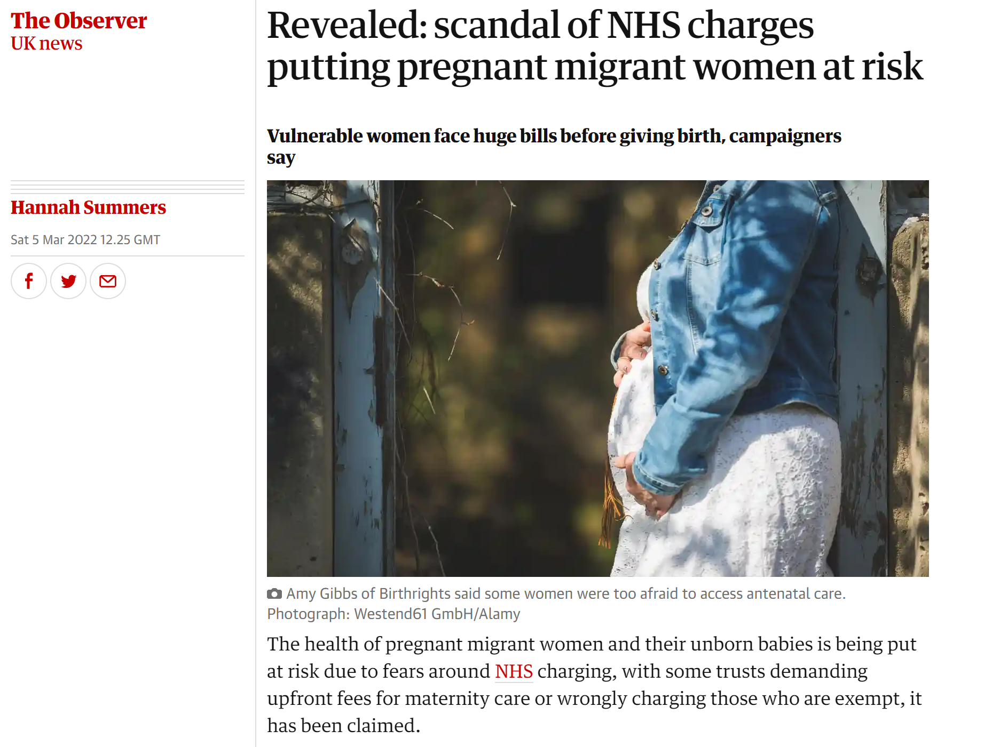 The Observer
UK news
Revealed: scandal of NHS charges
putting pregnant migrant women at risk
Vulnerable women face huge bills before giving birth, campaigners
say
Hannah Summers
Sat 5 Mar 2022 12.25 GMT
Amy Gibbs of Birthrights said some women were too afraid to access antenatal care.
Photograph: Westend61 GmbH/Alamy
The health of pregnant migrant women and their unborn babies is being put
at risk due to fears around NHS charging, with some trusts demanding
upfront fees for maternity care or wrongly charging those who are exempt, it
has been claimed.